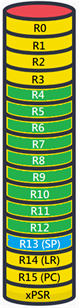 R0
R1
R2
R3
R4
R5
R6
R7
R8
R9
R10
R11
R12
R13 (SP)
R14 (LR)
R15 (PC)
xPSR